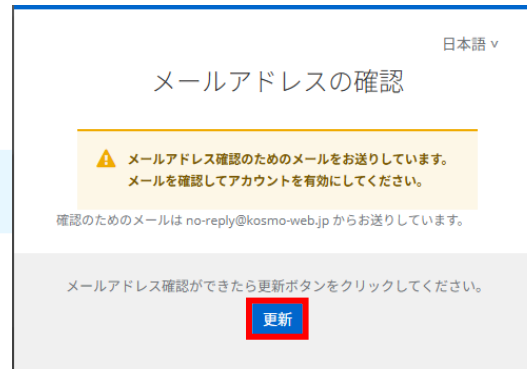 日本語 ∨
メールアドレスの確認
メールアドレス確認のためのメールをお送りしています。
メールを確認してアカウントを有効にしてください。
確認のためのメールは no-reply@kosmo-web.jp からお送りしています。
メールアドレス確認ができたら更新ボタンをクリックしてください。
更新